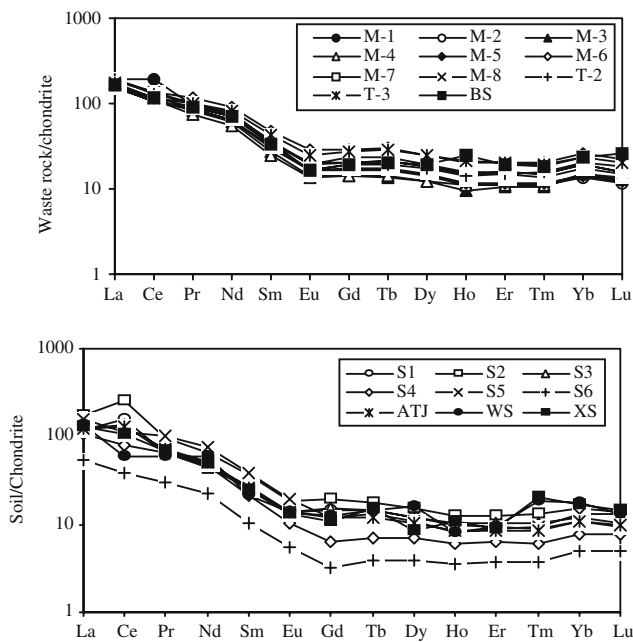 1000
100
10
1
Waste rock/chondrite
M-1 M-2 M-3
M-4 M-5 M-6
M-7 M-8 T-2
T-3 BS
La Ce Pr Nd Sm Eu Gd Tb Dy Ho Er Tm Yb Lu
1000
100
10
1
Soil/Chondrite
S1 S2 S3
S4 S5 S6
ATJ WS XS
La Ce Pr Nd Sm Eu Gd Tb Dy Ho Er Tm Yb Lu